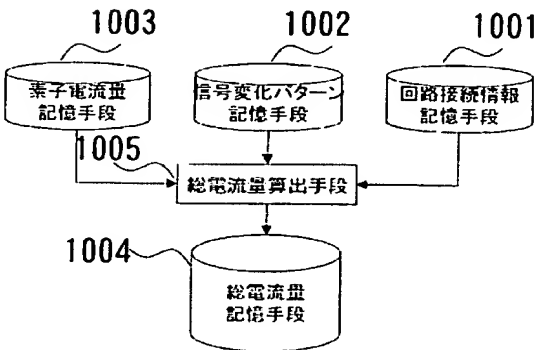 1003
1002
1001
素子電流量
記憶手段
信号変化パターン
記憶手段
回路接続情報
記憶手段
1005
総電流量算出手段
1004
総電流量
記憶手段